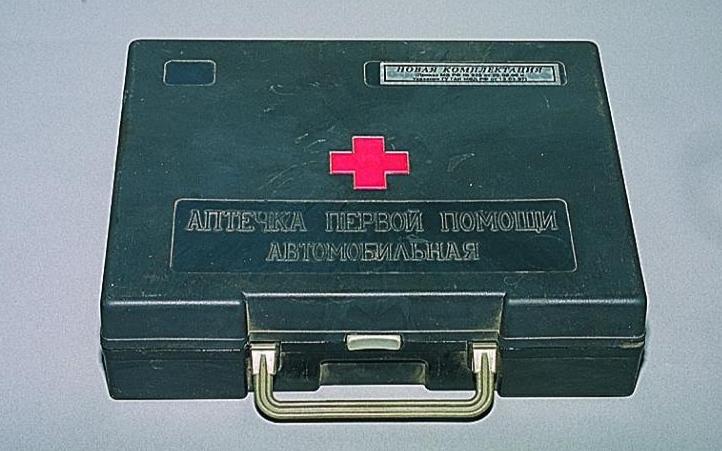 НОВАЯ КОМПЛЕКТАЦИЯ
АПТЕЧКА ПЕРВОЙ ПОМОЩИ
АВТОМОБИЛЬНАЯ